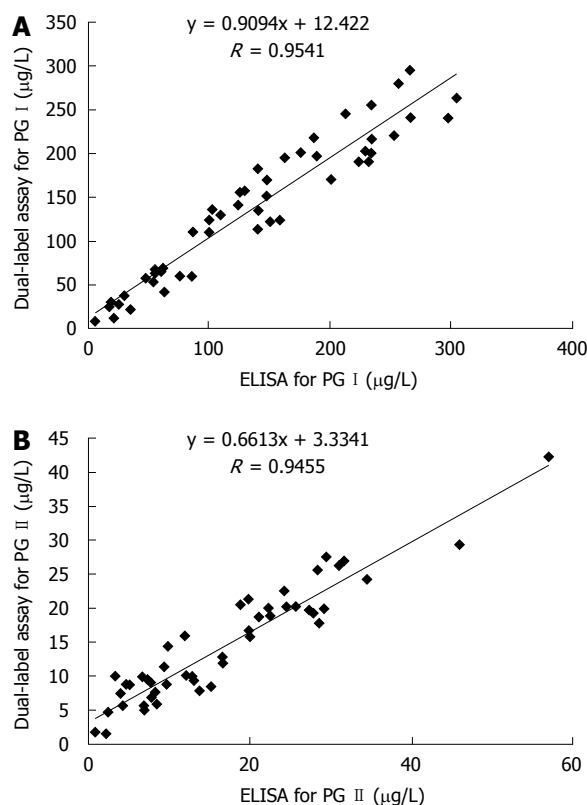 A
y = 0.9094x + 12.422
R = 0.9541
350
300
250
200
150
100
50
0
Dual-label assay for PG Ⅰ (μg/L)
0 100 200 300 400
ELISA for PG Ⅰ (μg/L)
B
y = 0.6613x + 3.3341
R = 0.9455
45
40
35
30
25
20
15
10
5
0
Dual-label assay for PG Ⅱ (μg/L)
0 20 40 60
ELISA for PG Ⅱ (μg/L)